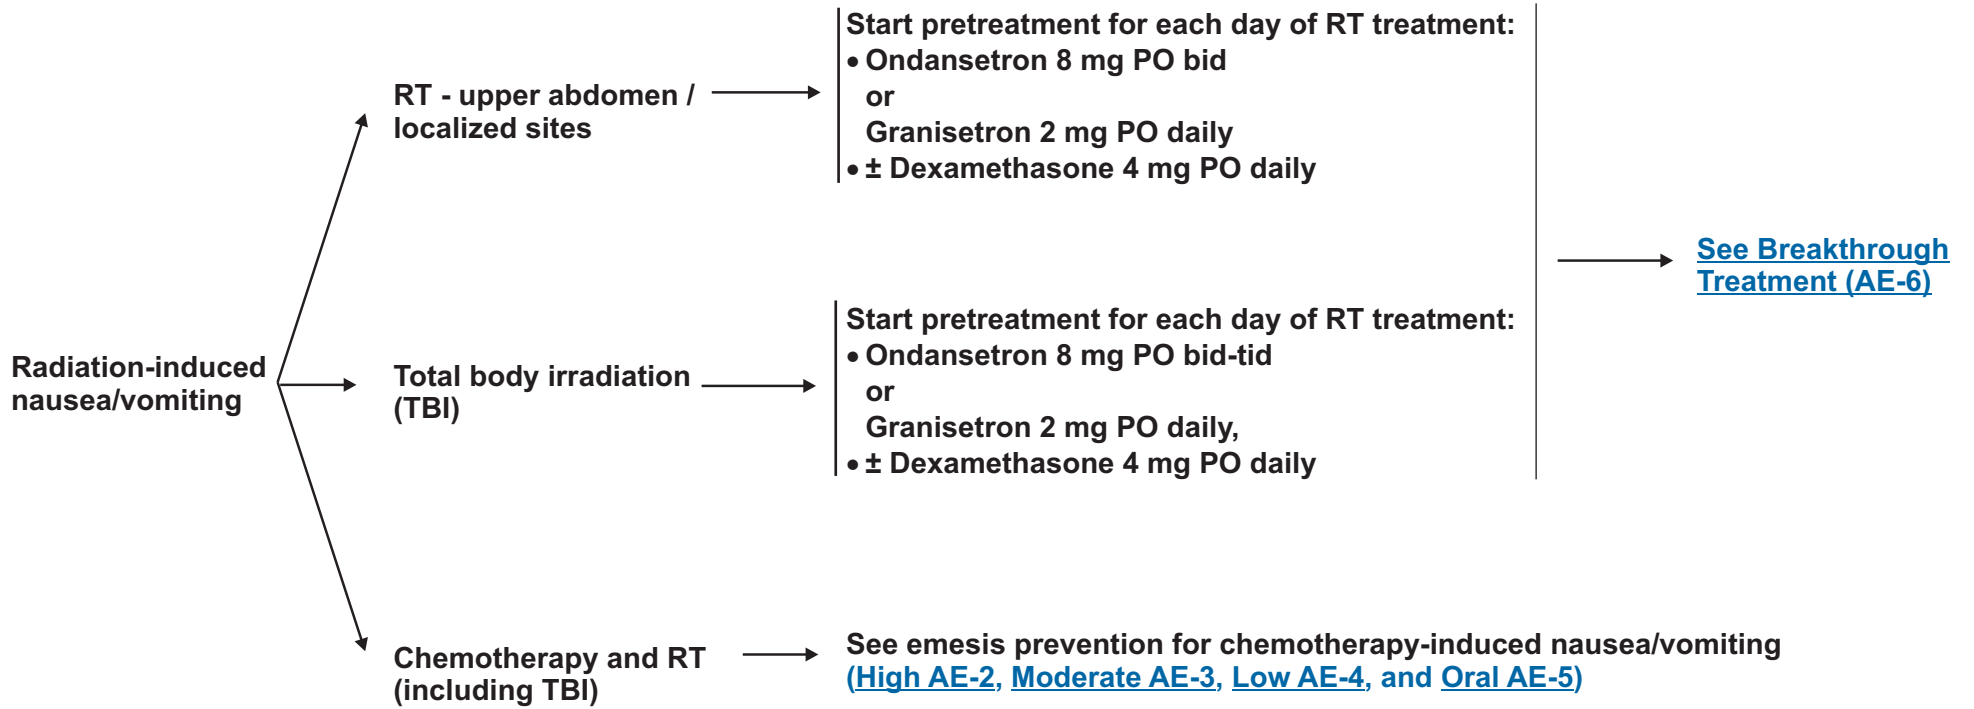 Radiation-induced
nausea/vomiting
RT - upper abdomen /
localized sites
Start pretreatment for each day of RT treatment:
• Ondansetron 8 mg PO bid
or
Granisetron 2 mg PO daily
• ± Dexamethasone 4 mg PO daily
Total body irradiation
(TBI)
Start pretreatment for each day of RT treatment:
• Ondansetron 8 mg PO bid-tid
or
Granisetron 2 mg PO daily,
• ± Dexamethasone 4 mg PO daily
See Breakthrough
Treatment (AE-6)
Chemotherapy and RT
(including TBI)
See emesis prevention for chemotherapy-induced nausea/vomiting
(High AE-2, Moderate AE-3, Low AE-4, and Oral AE-5)